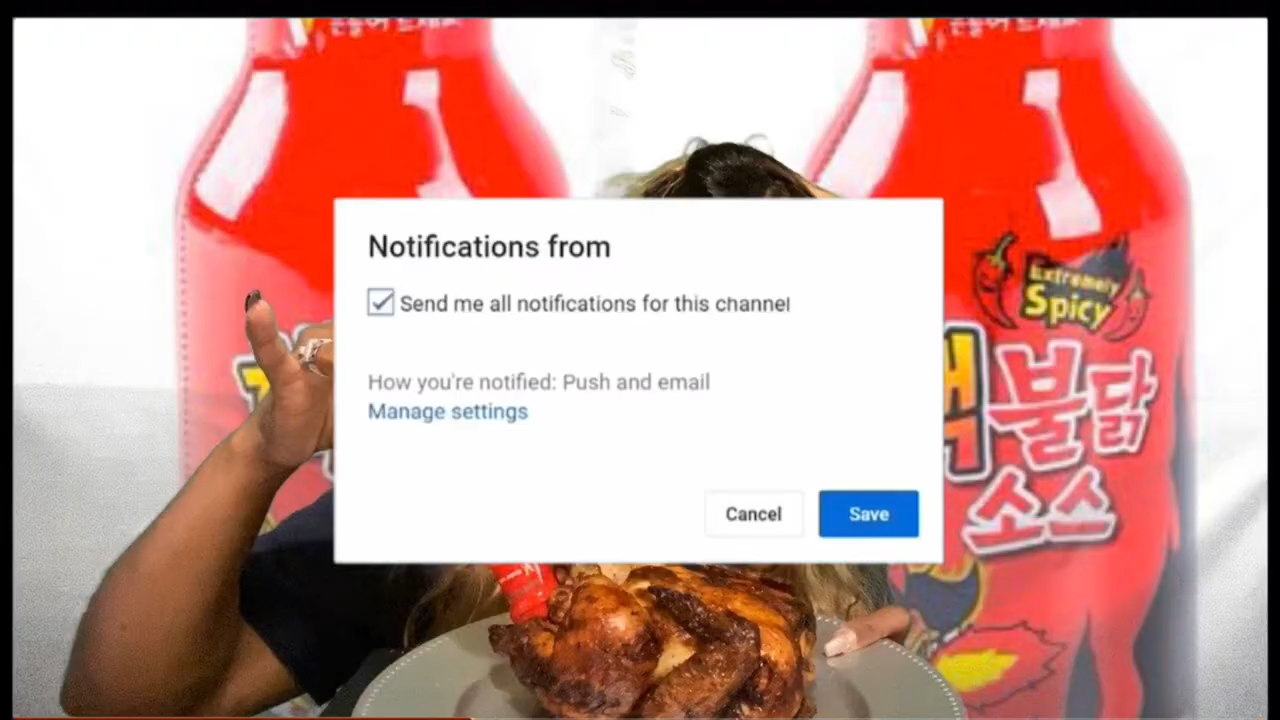 Notifications from
Send me all notifications for this channel
How you're notified: Push and email
Manage settings
Cancel
Save
Extremely
Spicy
핵불닭
소스